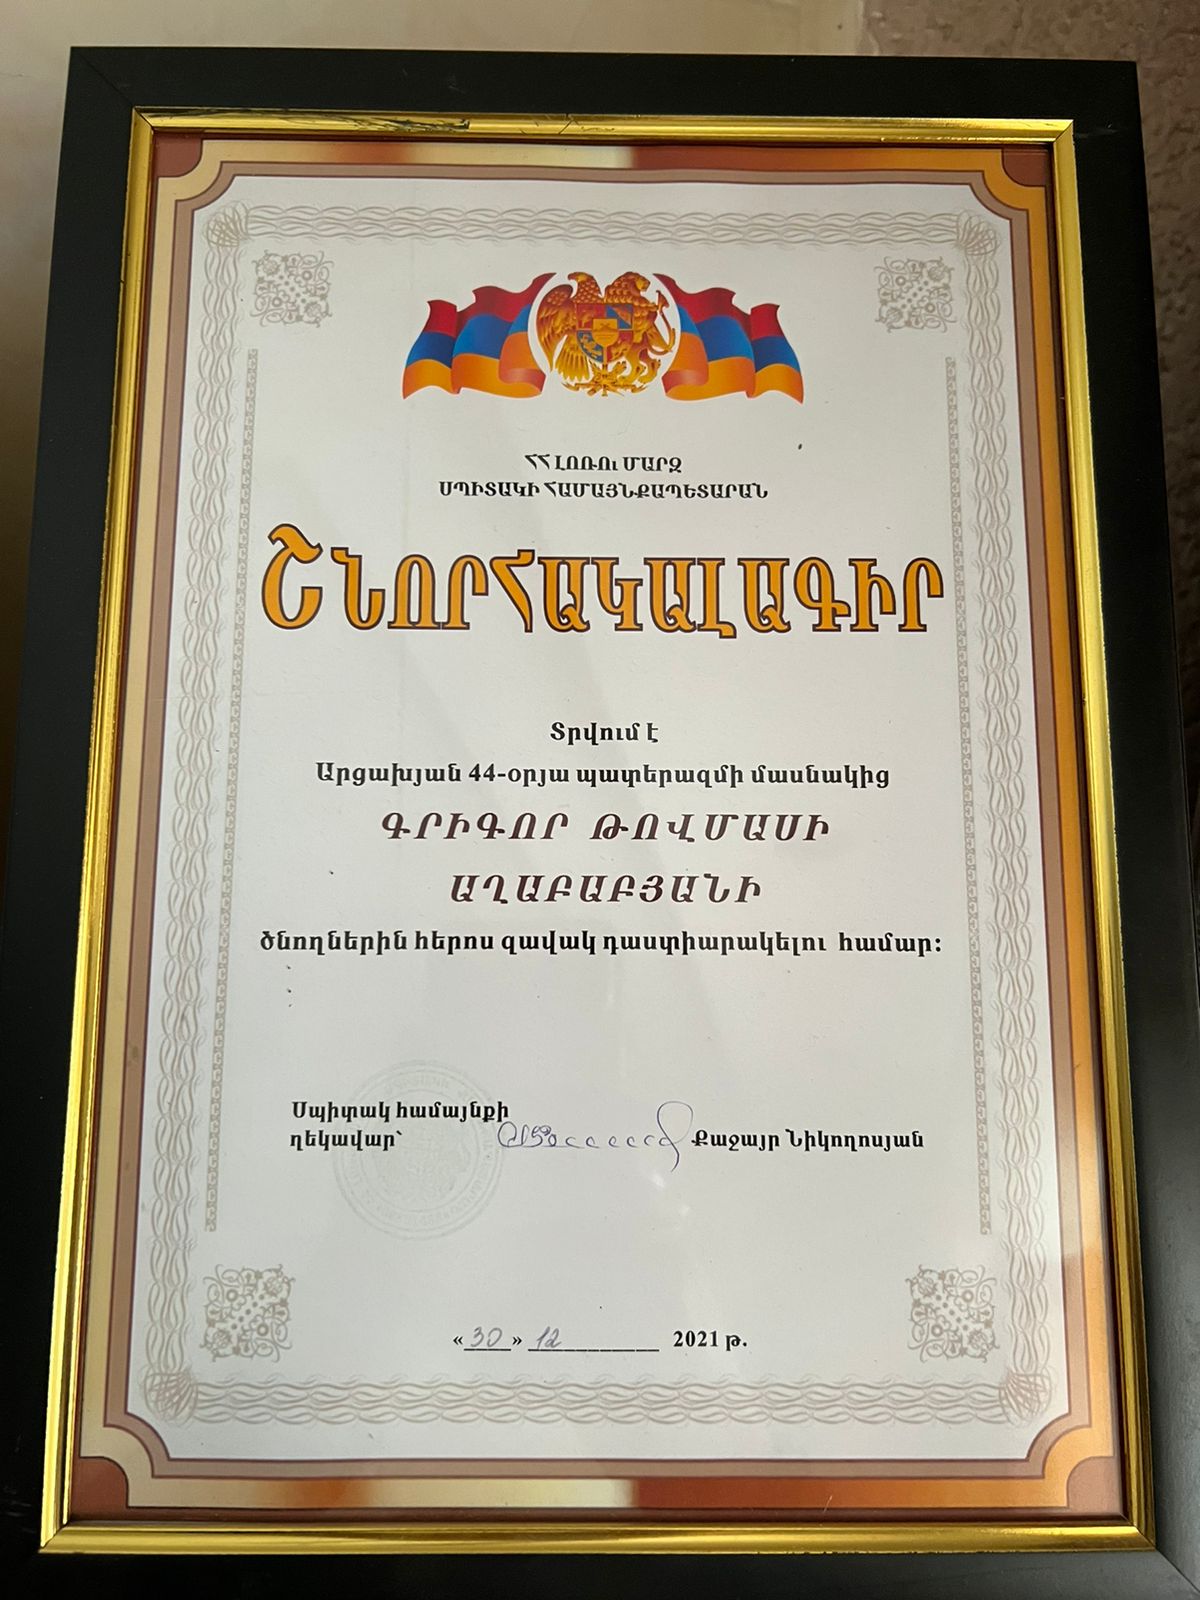 ՀՀ ԼՈՌՈւ ՄԱՐԶ
ՍՊԻՏԱԿԻ ՀԱՄԱՅՆՔԱՊԵՏԱՐԱՆ
ՇՆՈՐՀԱԿԱԼԱԳԻՐ
Տրվում է
Արցախյան 44-օրյա պատերազմի մասնակից
ԳՐԻԳՈՐ ԹՈՎՄԱՍԻ
ԱՂԱԲԱԲՅԱՆԻ
ծնողներին հերոս զավակ դաստիարակելու համար:
Սպիտակ համայնքի
ղեկավար՝ Քաջայր Նիկողոսյան
«30» 12 2021 թ.